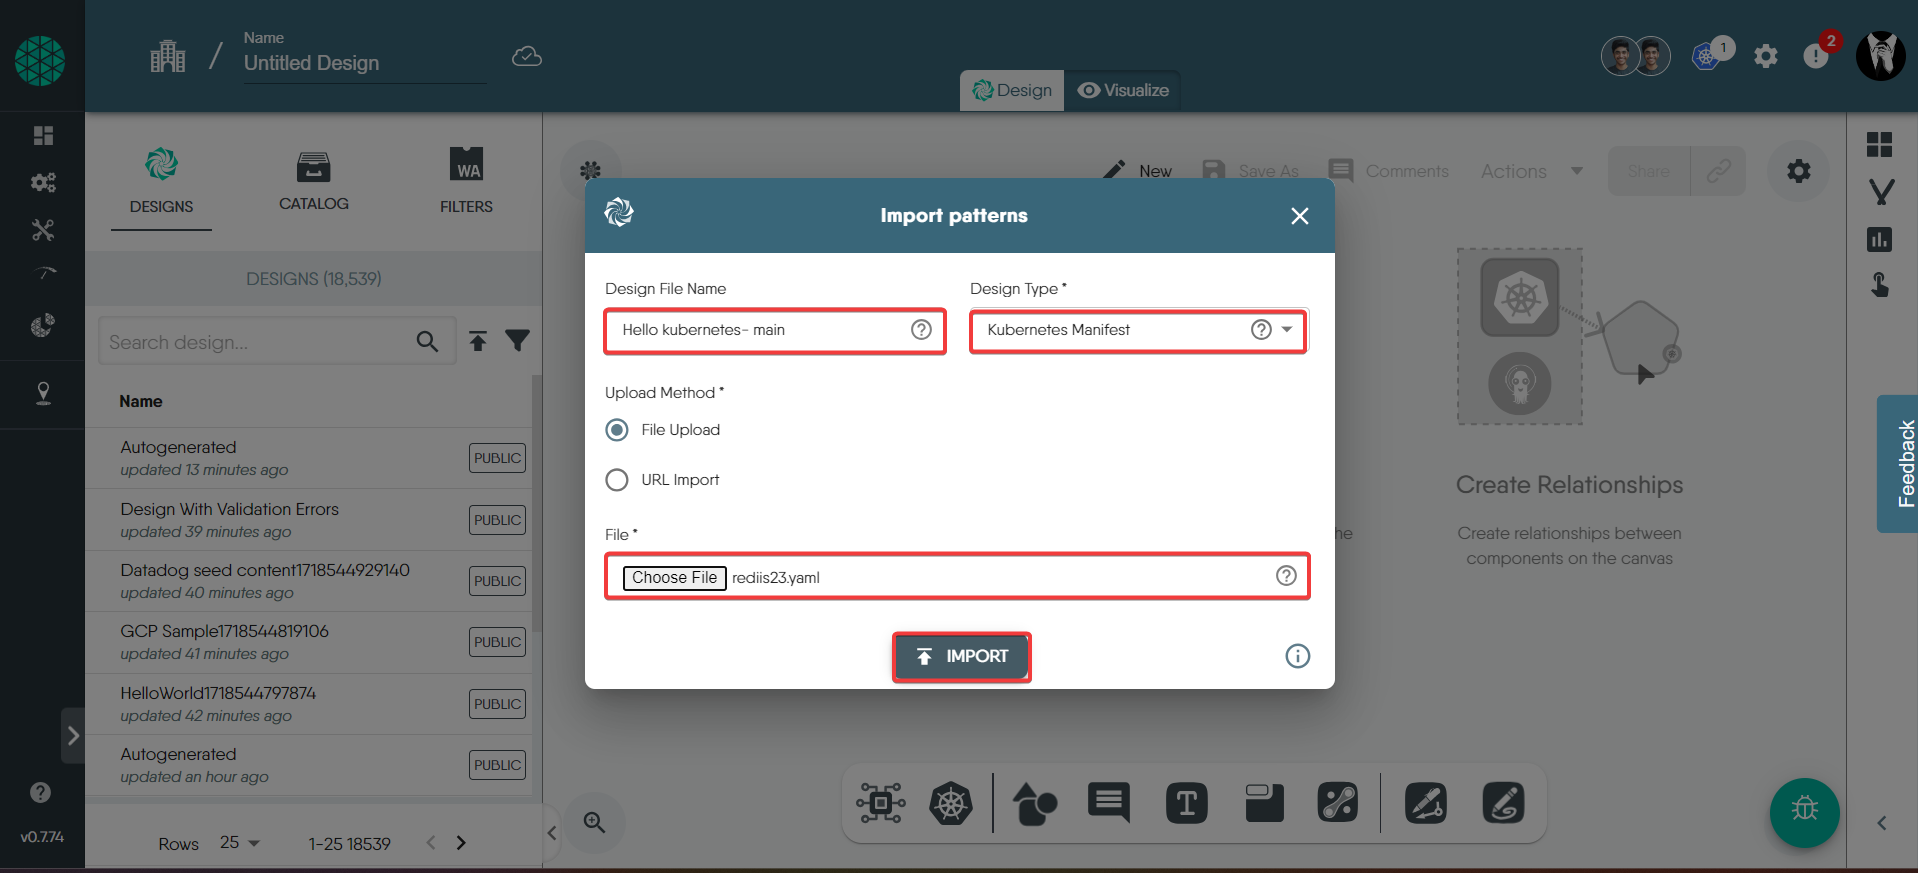 Name
Untitled Design
1
2
Design
Visualize
DESIGNS
CATALOG
WA
FILTERS
New
Save As
Comments
Actions
Share
DESIGNS (18,539)
Search design...
Name
Autogenerated
updated 13 minutes ago
PUBLIC
Design With Validation Errors
updated 39 minutes ago
PUBLIC
Datadog seed content1718544929140
updated 40 minutes ago
PUBLIC
GCP Sample1718544819106
updated 41 minutes ago
PUBLIC
HelloWorld1718544797874
updated 42 minutes ago
PUBLIC
Autogenerated
updated an hour ago
PUBLIC
Rows 25 1-25 18539
v0.7.74
Import patterns
Design File Name
Hello kubernetes- main
Design Type *
Kubernetes Manifest
Upload Method *
File Upload
URL Import
File *
Choose File rediis23.yaml
IMPORT
he
Create Relationships
Create relationships between
components on the canvas
Feedback
T